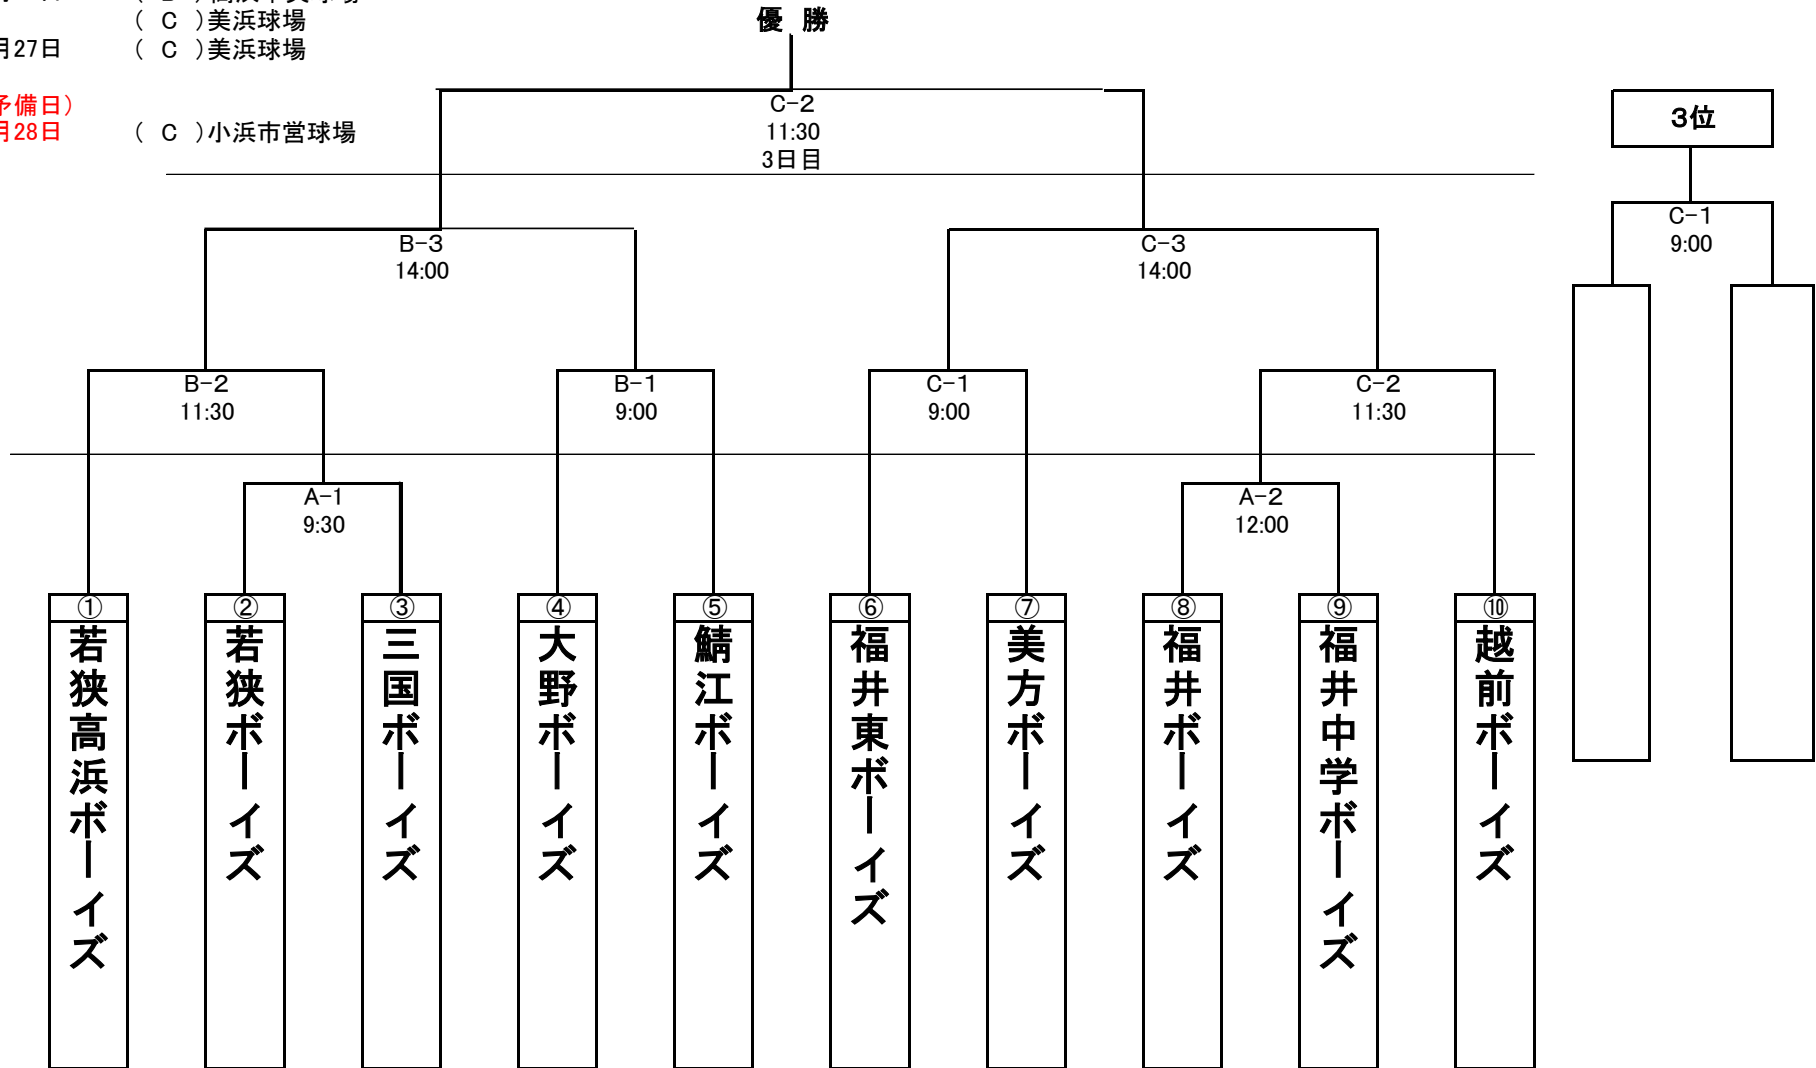 ( C )美浜球場
月27日 ( C )美浜球場
予備日)
月28日 ( C )小浜市営球場
優 勝
C-2
11:30
3日目
3位
C-1
9:00
B-3
14:00
C-3
14:00
B-2
11:30
B-1
9:00
C-1
9:00
C-2
11:30
A-1
9:30
A-2
12:00
①
若狭高浜ボーイズ
②
若狭ボーイズ
③
三国ボーイズ
④
大野ボーイズ
⑤
鯖江ボーイズ
⑥
福井東ボーイズ
⑦
美方ボーイズ
⑧
福井ボーイズ
⑨
福井中学ボーイズ
⑩
越前ボーイズ